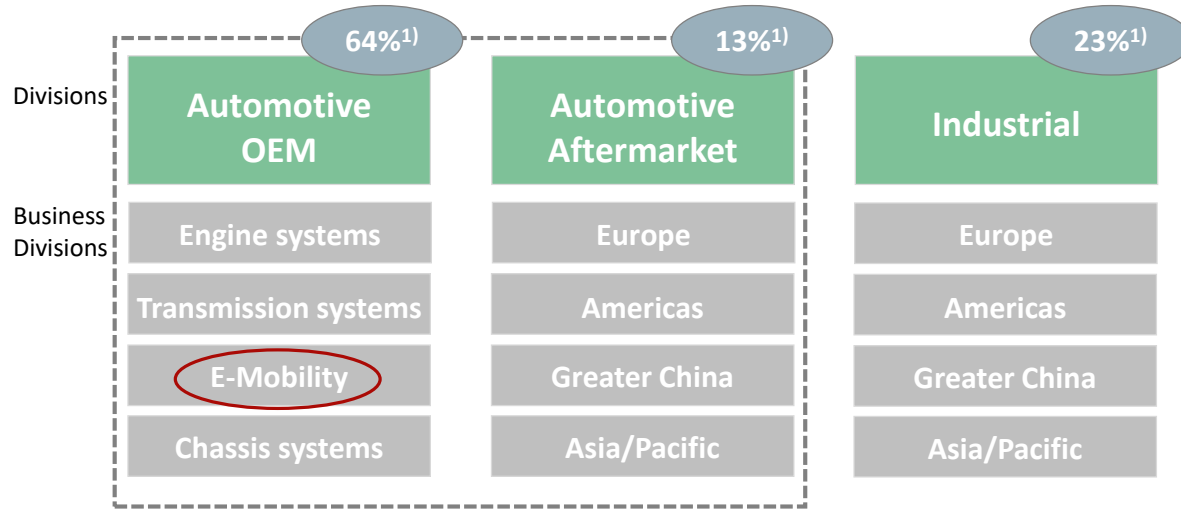 64%1)
13%1)
23%1)
Divisions
Automotive
OEM
Automotive
Aftermarket
Industrial
Business
Divisions
Engine systems
Europe
Europe
Transmission systems
Americas
Americas
E-Mobility
Greater China
Greater China
Chassis systems
Asia/Pacific
Asia/Pacific